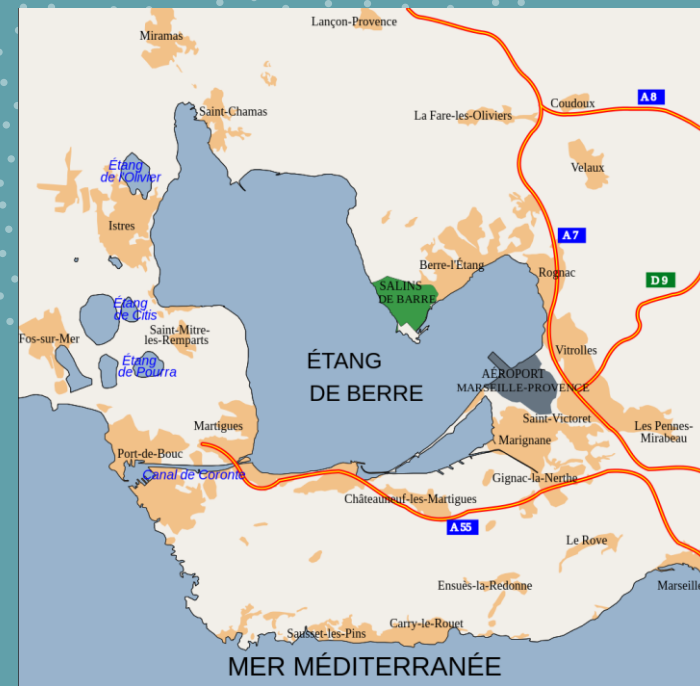 Lançon-Provence
Miramas
A8
Coudoux
Saint-Chamas
La Fare-les-Oliviers
Étang
de l'Olivier
Velaux
Istres
A7
Berre-l'Étang
Rognac
D9
SALINS
DE BARRE
Étang
de Citis
Saint-Mitre-
les-Remparts
Fos-sur-Mer
Étang
de Pourra
ÉTANG
DE BERRE
Vitrolles
AÉROPORT
MARSEILLE-PROVENCE
Saint-Victoret
Les Pennes-
Mirabeau
Martigues
Marignane
Port-de-Bouc
Canal de Coronte
Gignac-la-Nerthe
Châteauneuf-les-Martigues
A55
Le Rove
Ensuès-la-Redonne
Marseille
Carry-le-Rouet
Sausset-les-Pins
MER MÉDITERRANÉE